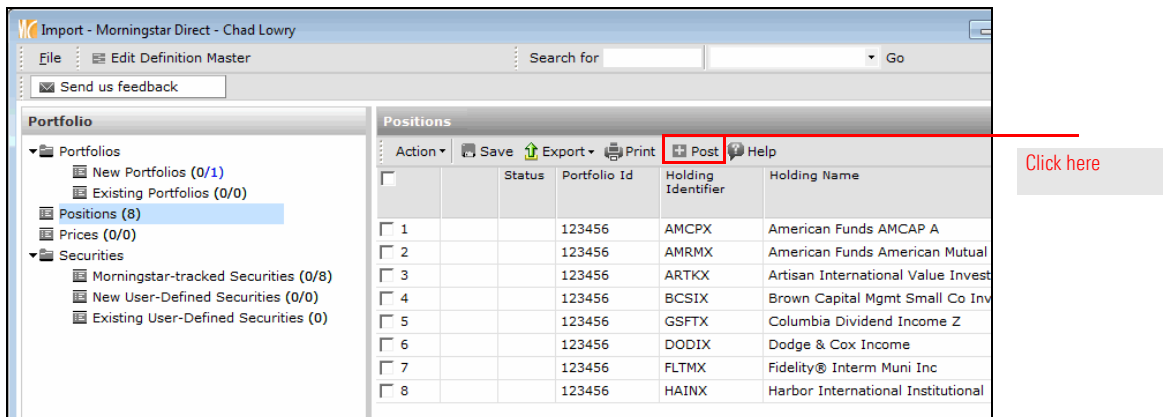 Import - Morningstar Direct - Chad Lowry
File Edit Definition Master Search for Go
Send us feedback
Portfolio
Portfolios
New Portfolios (0/1)
Existing Portfolios (0/0)
Positions (8)
Prices (0/0)
Securities
Morningstar-tracked Securities (0/8)
New User-Defined Securities (0/0)
Existing User-Defined Securities (0)
Positions
Action Save Export Print Post Help
Status Portfolio Id Holding Identifier Holding Name
1 123456 AMCPX American Funds AMCAP A
2 123456 AMRMX American Funds American Mutual
3 123456 ARTKX Artisan International Value Invest
4 123456 BCSIX Brown Capital Mgmt Small Co Inv
5 123456 GSFTX Columbia Dividend Income Z
6 123456 DODIX Dodge & Cox Income
7 123456 FLTMX Fidelity® Interm Muni Inc
8 123456 HAINX Harbor International Institutional
Click here